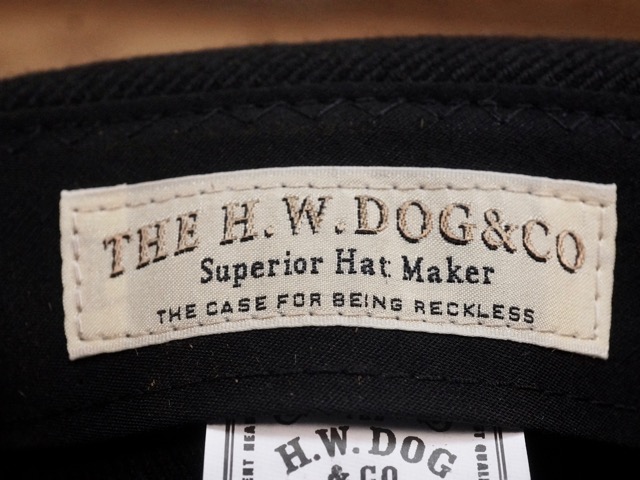 THE H.W.DOG&CO
Superior Hat Maker
THE CASE FOR BEING RECKLESS
H.W. DOG
& CO